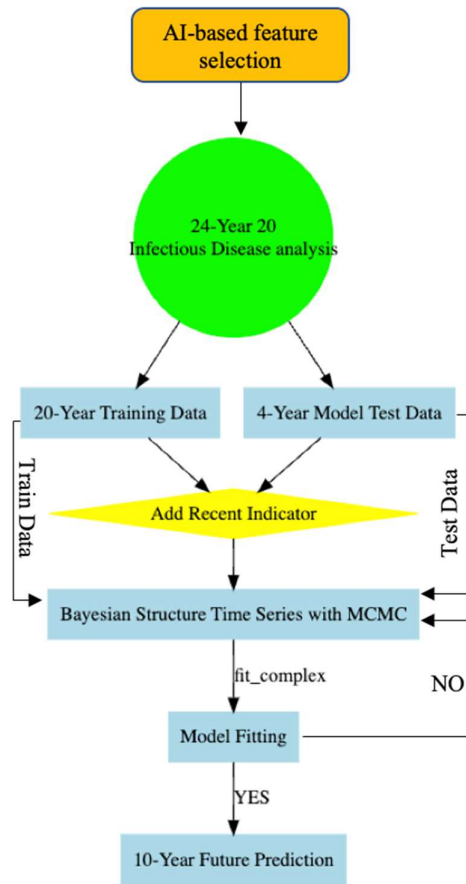 AI-based feature
selection
24-Year 20
Infectious Disease analysis
20-Year Training Data
4-Year Model Test Data
Train Data
Test Data
Add Recent Indicator
Bayesian Structure Time Series with MCMC
fit_complex
NO
Model Fitting
YES
10-Year Future Prediction